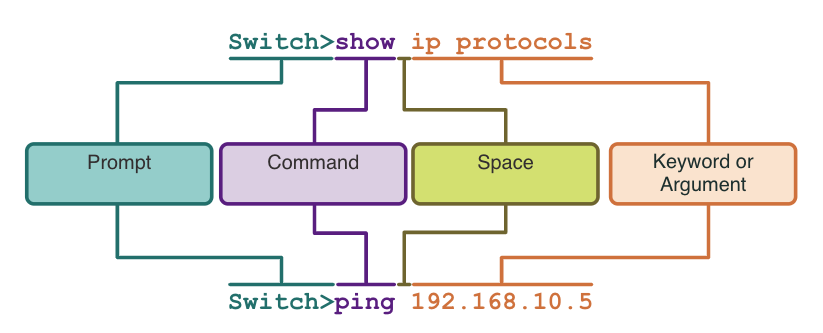 Switch>show ip protocols
Prompt
Command
Space
Keyword or
Argument
Switch>ping 192.168.10.5